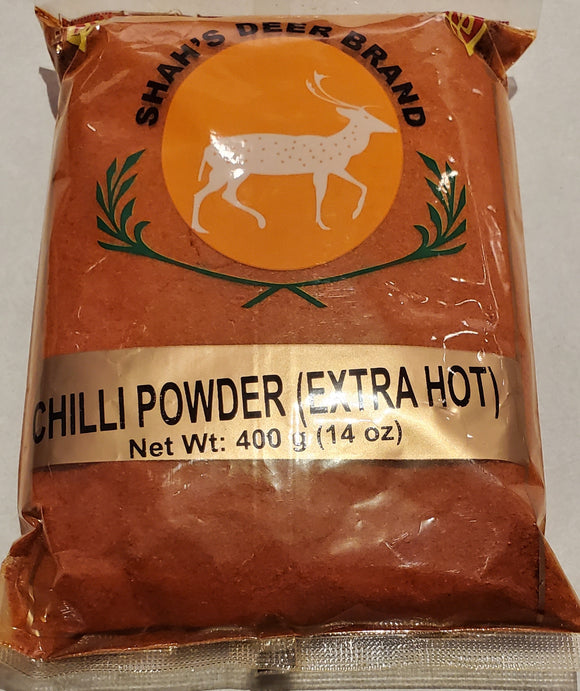 SHAH'S DEER BRAND
CHILLI POWDER (EXTRA HOT)
Net Wt: 400 g (14 oz)